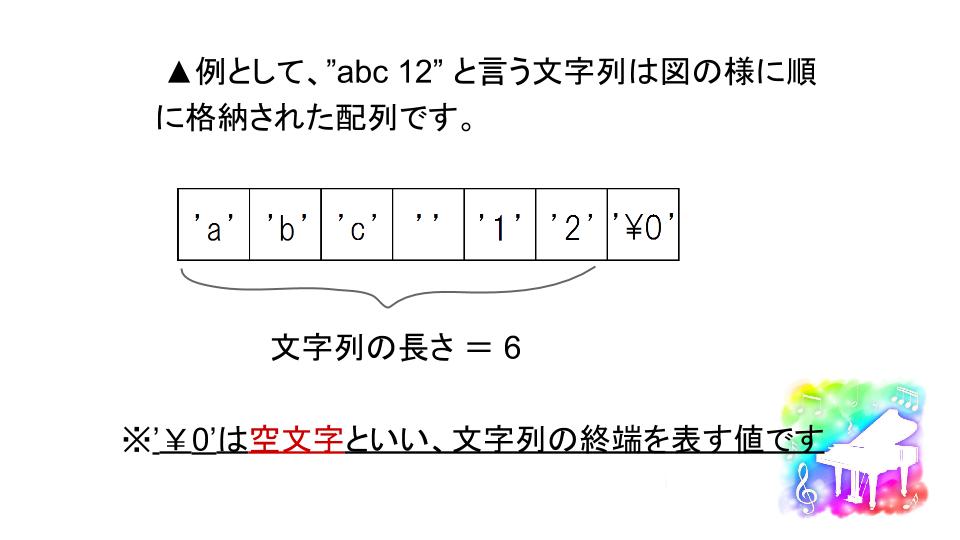 ▲例として、”abc 12” と言う文字列は図の様に順
に格納された配列です。
’a’ ’b’ ’c’ ’ ’ ’1’ ’2’ ’¥0’
文字列の長さ ＝ 6
※’￥0’は空文字といい、文字列の終端を表す値です